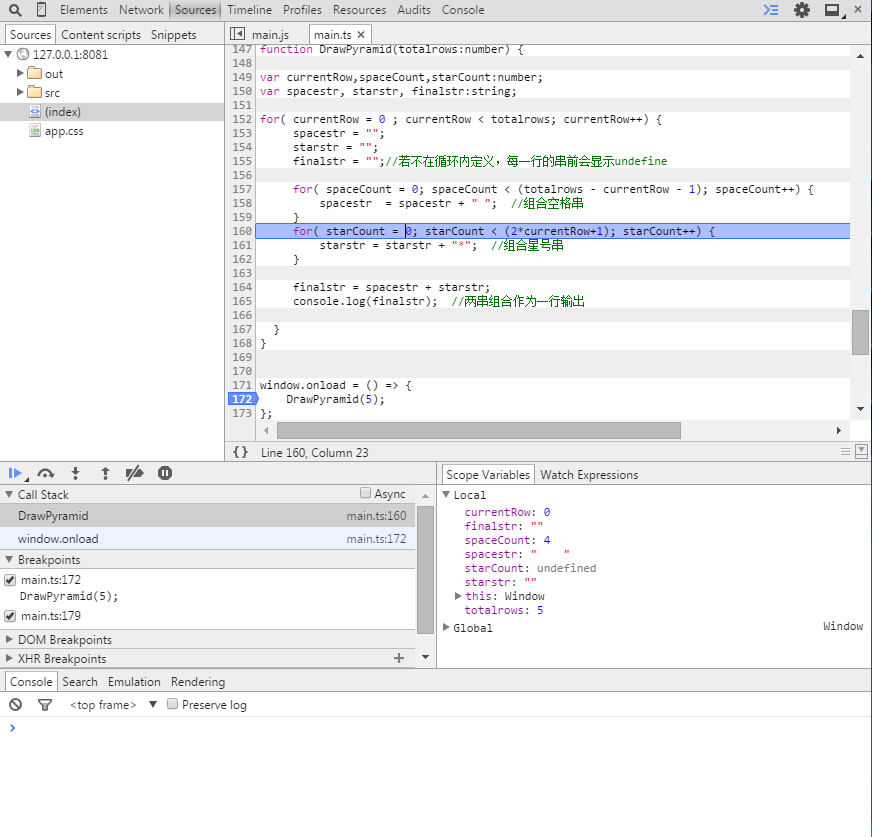 Elements Network Sources Timeline Profiles Resources Audits Console
Sources Content scripts Snippets
main.js main.ts ×
127.0.0.1:8081
out
src
(index)
app.css
147 function DrawPyramid(totalrows:number) {
148
149 var currentRow,spaceCount,starCount:number;
150 var spacestr, starstr, finalstr:string;
151
152 for( currentRow = 0 ; currentRow < totalrows; currentRow++) {
153 spacestr = "";
154 starstr = "";
155 finalstr = "";//若不在循环内定义，每一行的串前会显示undefine
156
157 for( spaceCount = 0; spaceCount < (totalrows - currentRow - 1); spaceCount++) {
158 spacestr  = spacestr + " ";  //组合空格串
159 }
160 for( starCount = 0; starCount < (2*currentRow+1); starCount++) {
161 starstr = starstr + "*";  //组合星号串
162 }
163
164 finalstr = spacestr + starstr;
165 console.log(finalstr);  //两串组合作为一行输出
166
167 }
168 }
169
170
171 window.onload = () => {
172 DrawPyramid(5);
173 };
{} Line 160, Column 23
Call Stack Async
DrawPyramid main.ts:160
window.onload main.ts:172
Breakpoints
main.ts:172
DrawPyramid(5);
main.ts:179
DOM Breakpoints
XHR Breakpoints +
Scope Variables Watch Expressions
Local
currentRow: 0
finalstr: ""
spaceCount: 4
spacestr: "    "
starCount: undefined
starstr: ""
this: Window
totalrows: 5
Global Window
Console Search Emulation Rendering
<top frame> Preserve log
>